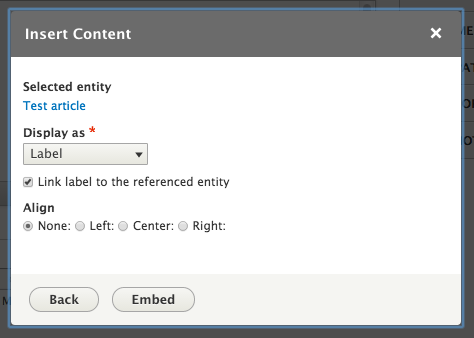 Insert Content ×
Selected entity
Test article
Display as *
Label
Link label to the referenced entity
Align
None: Left: Center: Right:
Back Embed